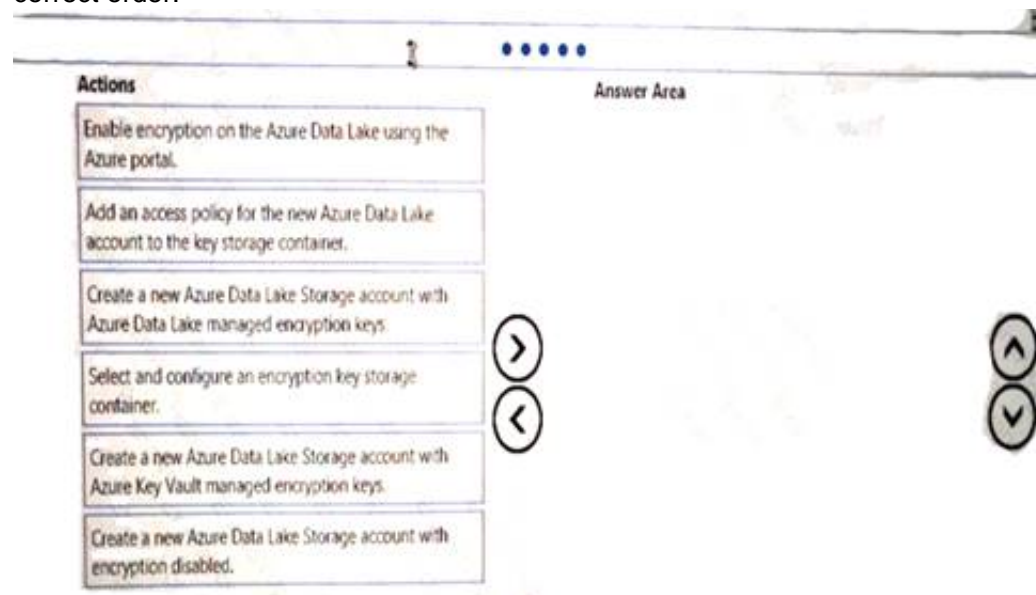 correct order.
Actions
Answer Area
Enable encryption on the Azure Data Lake using the
Azure portal.
Add an access policy for the new Azure Data Lake
account to the key storage container.
Create a new Azure Data Lake Storage account with
Azure Data Lake managed encryption keys
Select and configure an encryption key storage
container.
Create a new Azure Data Lake Storage account with
Azure Key Vault managed encryption keys.
Create a new Azure Data Lake Storage account with
encryption disabled.